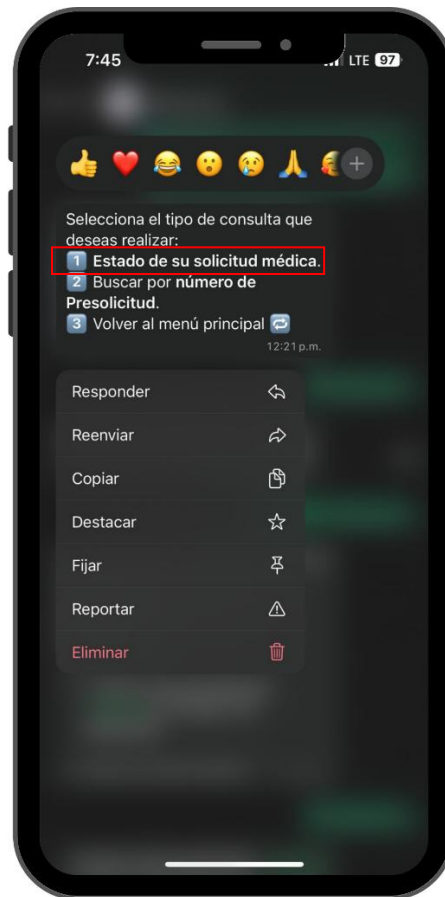 7:45 LTE 97
👍 ❤️ 😂 😮 😢 🙏 🥰 +
Selecciona el tipo de consulta que
deseas realizar:
1️⃣ Estado de su solicitud médica.
2️⃣ Buscar por número de
Presolicitud.
3️⃣ Volver al menú principal 🔁
12:21 p.m.
Responder
Reenviar
Copiar
Destacar
Fijar
Reportar
Eliminar